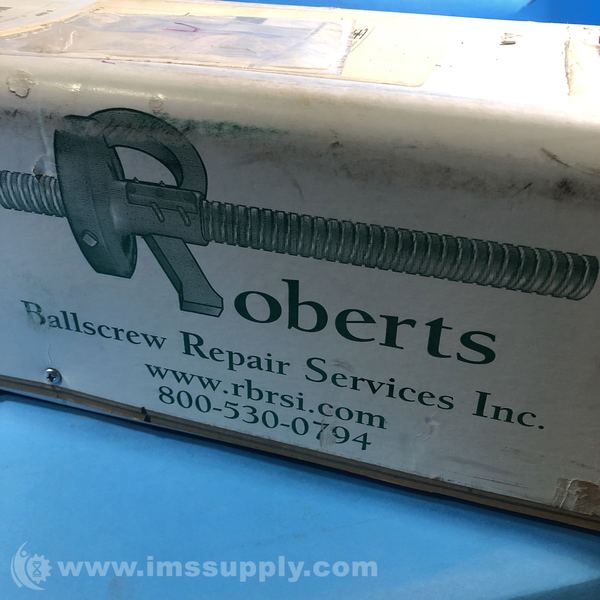 Roberts
Ballscrew Repair Services Inc.
www.rbrsi.com
800-530-0794
www.imssupply.com